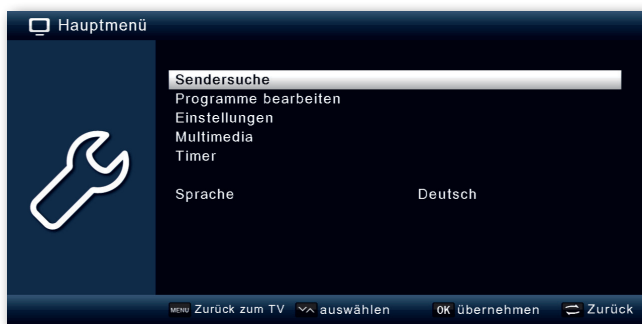 Hauptmenü
Sendersuche
Programme bearbeiten
Einstellungen
Multimedia
Timer
Sprache Deutsch
MENU Zurück zum TV auswählen OK übernehmen Zurück